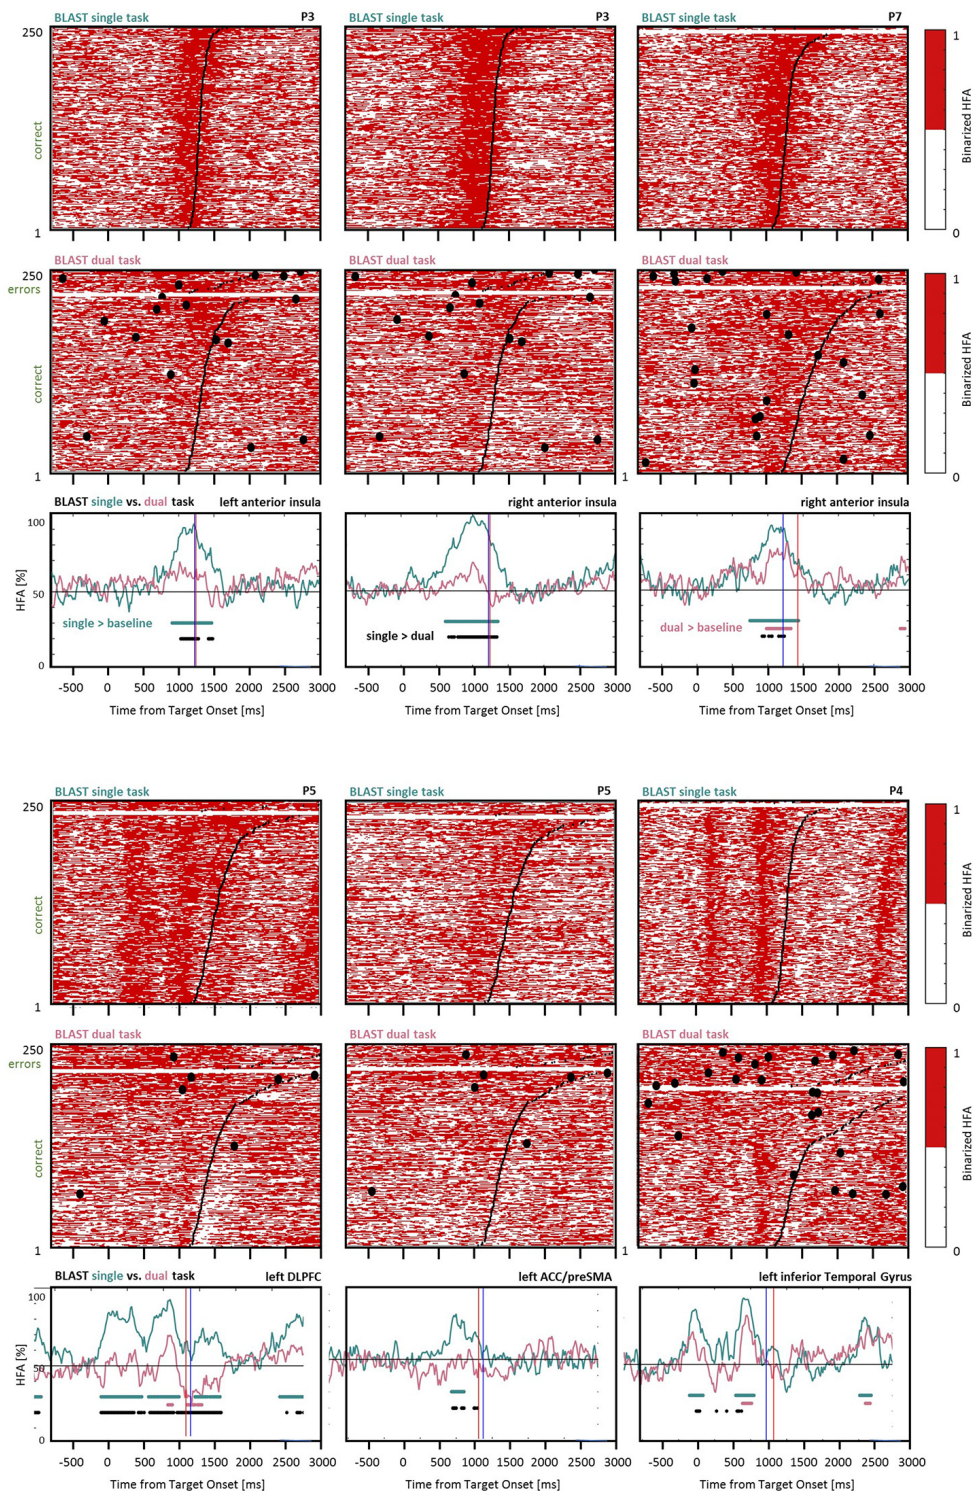 BLAST single task P3 BLAST single task P3 BLAST single task P7
250 1
correct
Binarized HFA
1 0
BLAST dual task BLAST dual task BLAST dual task
250 1
errors
correct
Binarized HFA
1 1 0
BLAST single vs. dual task left anterior insula right anterior insula right anterior insula
100
HFA [%]
50
single > baseline single > dual dual > baseline
0
-500 0 500 1000 1500 2000 2500 3000 -500 0 500 1000 1500 2000 2500 3000 -500 0 500 1000 1500 2000 2500 3000
Time from Target Onset [ms] Time from Target Onset [ms] Time from Target Onset [ms]
BLAST single task P5 BLAST single task P5 BLAST single task P4
250 1
correct
Binarized HFA
1 0
BLAST dual task BLAST dual task BLAST dual task
250 1
errors
correct
Binarized HFA
1 1 0
BLAST single vs. dual task left DLPFC left ACC/preSMA left inferior Temporal Gyrus
100
HFA [%]
50
0
-500 0 500 1000 1500 2000 2500 3000 -500 0 500 1000 1500 2000 2500 3000 -500 0 500 1000 1500 2000 2500 3000
Time from Target Onset [ms] Time from Target Onset [ms] Time from Target Onset [ms]